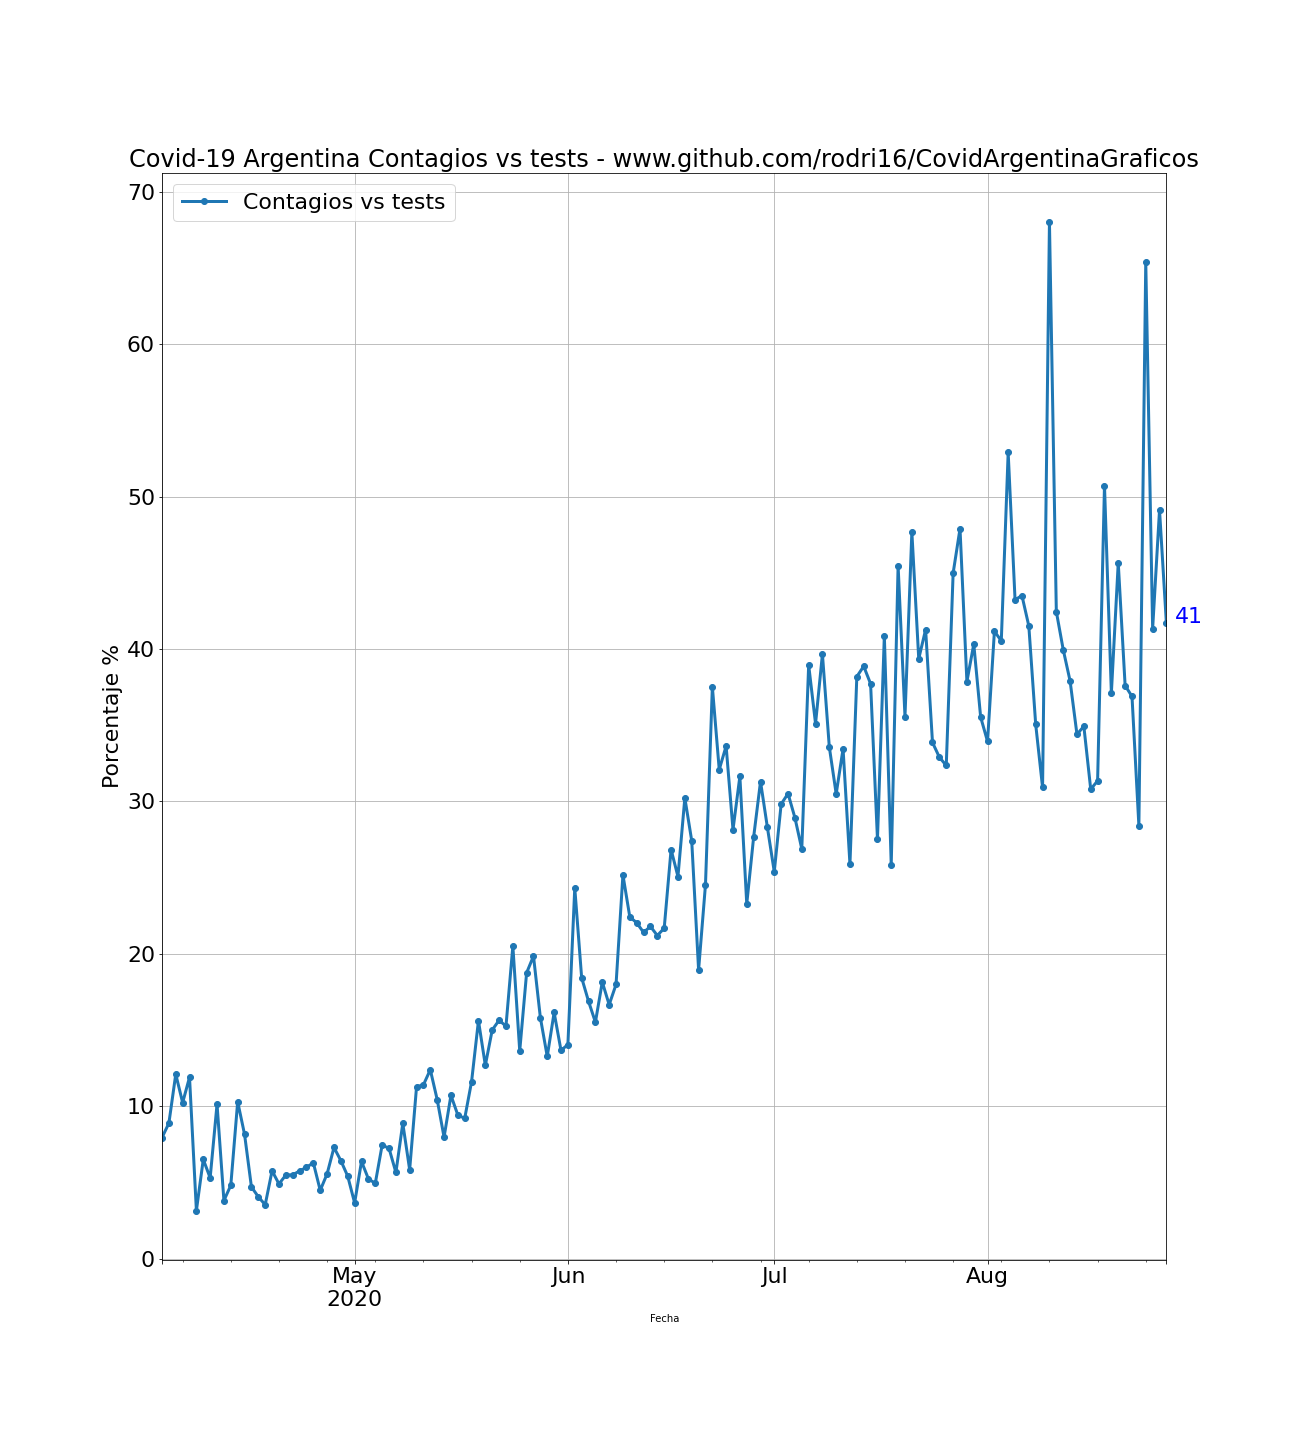 Covid-19 Argentina Contagios vs tests - www.github.com/rodri16/CovidArgentinaGraficos
Contagios vs tests
70
60
50
40
30
20
10
0
Porcentaje %
41
May
2020
Jun
Jul
Aug
Fecha